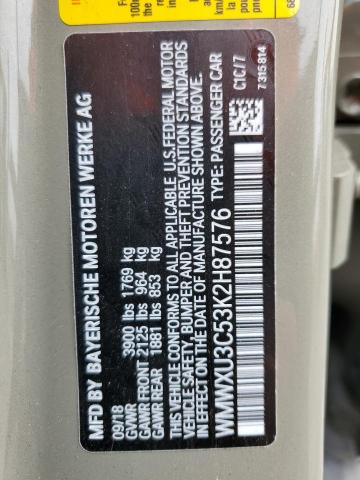 MFD BY BAYERISCHE MOTOREN WERKE AG
09/18
GVWR 3900 lbs 1769 kg
GAWR FRONT 2125 lbs 964 kg
GAWR REAR 1881 lbs 853 kg
THIS VEHICLE CONFORMS TO ALL APPLICABLE U.S.FEDERAL MOTOR
VEHICLE SAFETY, BUMPER AND THEFT PREVENTION STANDARDS
IN EFFECT ON THE DATE OF MANUFACTURE SHOWN ABOVE.
WMWXU3C53K2H87576 TYPE: PASSENGER CAR
C1C/7
7 315 814